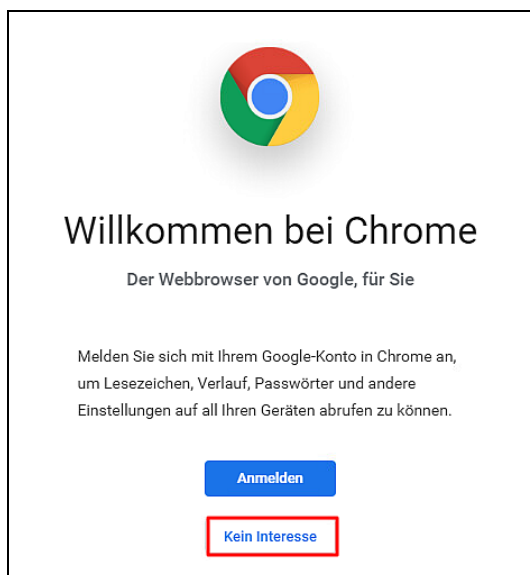 Willkommen bei Chrome
Der Webbrowser von Google, für Sie
Melden Sie sich mit Ihrem Google-Konto in Chrome an,
um Lesezeichen, Verlauf, Passwörter und andere
Einstellungen auf all Ihren Geräten abrufen zu können.
Anmelden
Kein Interesse